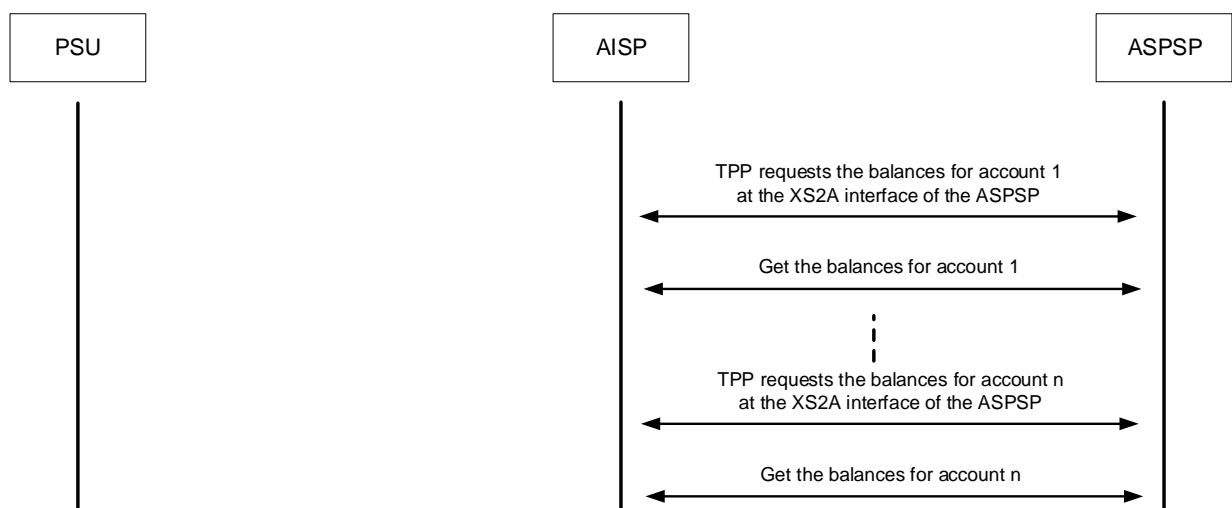 PSU
AISP
ASPSP
TPP requests the balances for account 1
at the XS2A interface of the ASPSP
Get the balances for account 1
TPP requests the balances for account n
at the XS2A interface of the ASPSP
Get the balances for account n